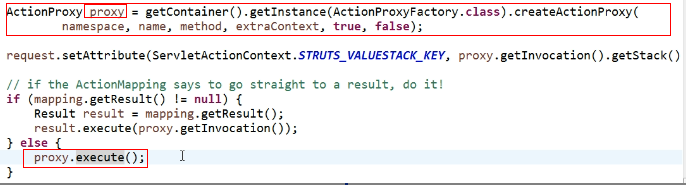 ActionProxy proxy = getContainer().getInstance(ActionProxyFactory.class).createActionProxy(
namespace, name, method, extraContext, true, false);
request.setAttribute(ServletActionContext.STRUTS_VALUESTACK_KEY, proxy.getInvocation().getStack()
// if the ActionMapping says to go straight to a result, do it!
if (mapping.getResult() != null) {
Result result = mapping.getResult();
result.execute(proxy.getInvocation());
} else {
proxy.execute();
}